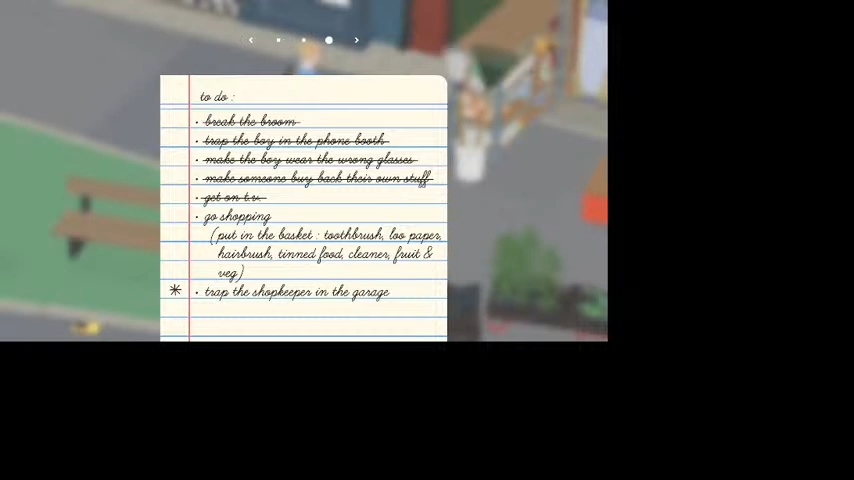 to do :
• break the broom
• trap the boy in the phone booth
• make the boy wear the wrong glasses
• make someone buy back their own stuff
• get on t.v.
• go shopping
(put in the basket : toothbrush, loo paper,
hairbrush, tinned food, cleaner, fruit &
veg)
* • trap the shopkeeper in the garage